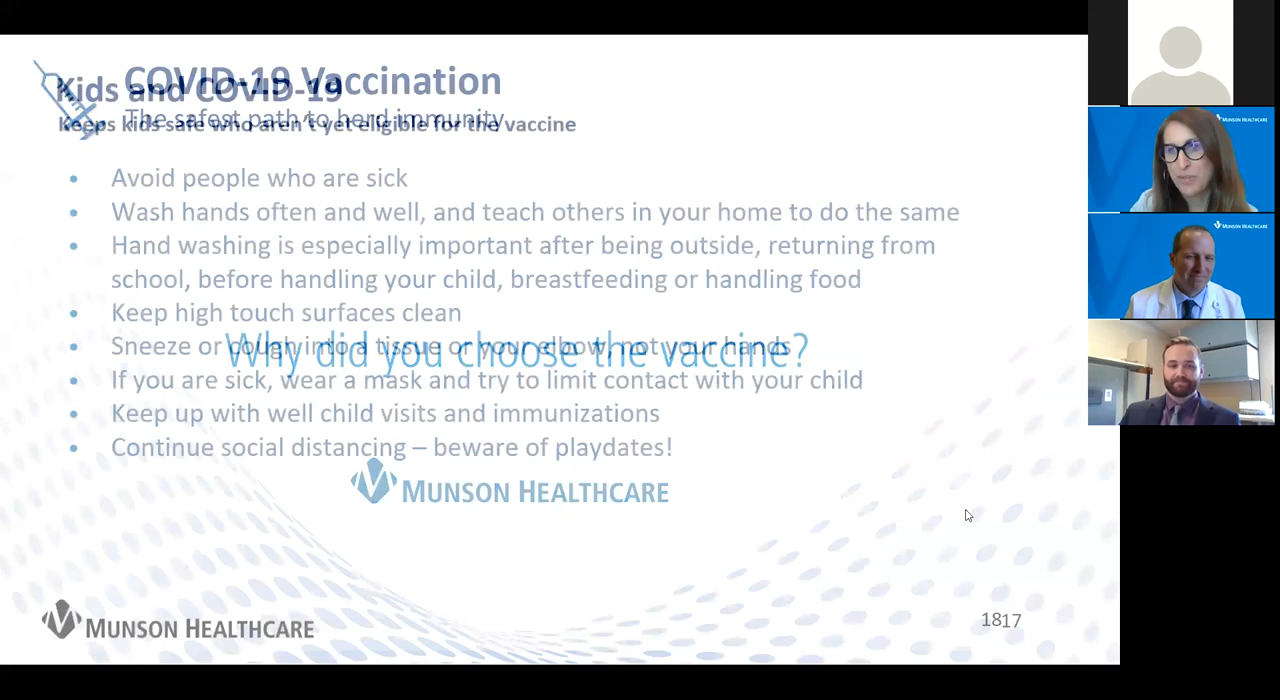 COVID-19 Vaccination
Kids and COVID-19
The safest path to herd immunity
Keeps kids safe who aren't yet eligible for the vaccine
• Avoid people who are sick
• Wash hands often and well, and teach others in your home to do the same
• Hand washing is especially important after being outside, returning from
school, before handling your child, breastfeeding or handling food
• Keep high touch surfaces clean
• Sneeze or cough into a tissue or your elbow, not your hands
Why did you choose the vaccine?
• If you are sick, wear a mask and try to limit contact with your child
• Keep up with well child visits and immunizations
• Continue social distancing – beware of playdates!
MUNSON HEALTHCARE
MUNSON HEALTHCARE
1817
MUNSON HEALTHCARE
MUNSON HEALTHCARE